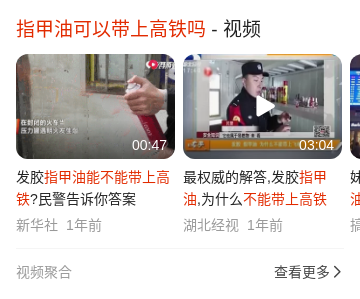 指甲油可以带上高铁吗 - 视频
在封闭的火车里
压力罐遇到火发生
00:47
03:04
发胶指甲油能不能带上高
铁?民警告诉你答案
新华社 1年前
最权威的解答,发胶指甲
油,为什么不能带上高铁
湖北经视 1年前
视频聚合
查看更多